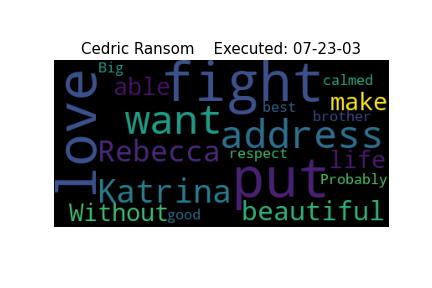 Cedric Ransom    Executed: 07-23-03
Big
love
able
fight
calmed
best
make
want
brother
address
Rebecca
respect
life
put
Probably
Katrina
Without
good
beautiful